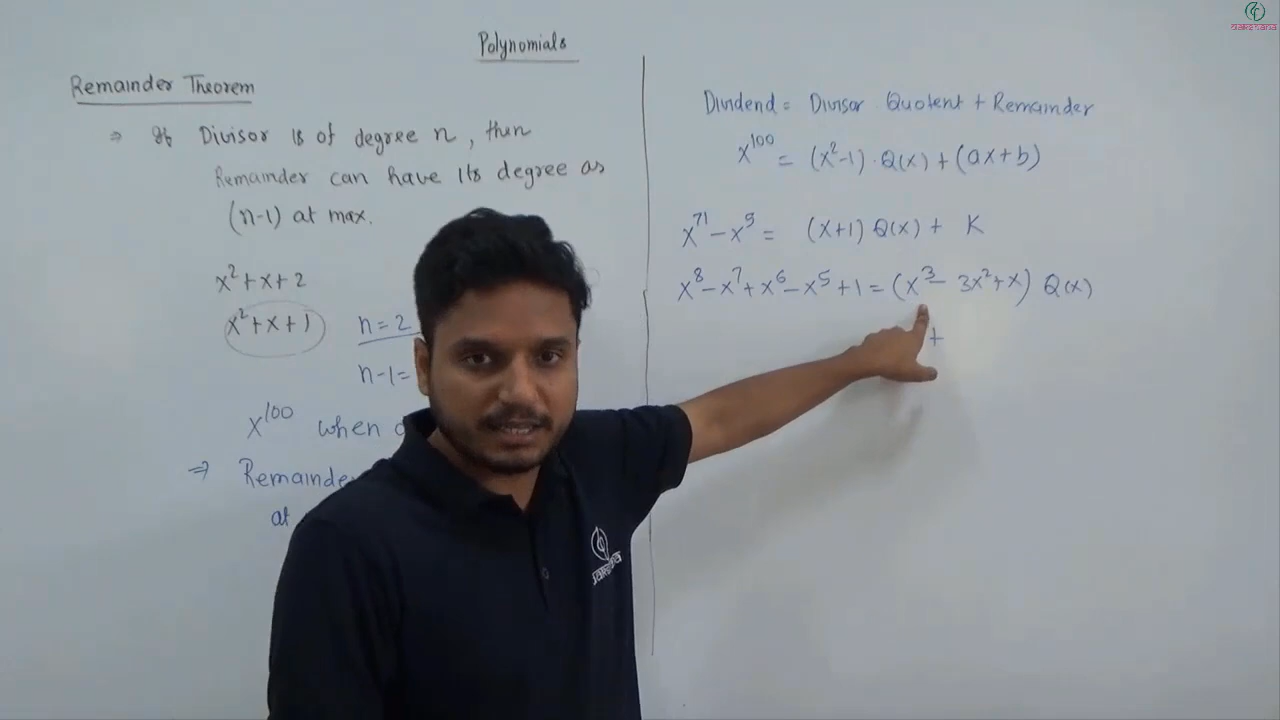 Polynomials
Remainder Theorem
⇒ If Divisor is of degree n, then
Remainder can have its degree as
(n-1) at max.
x² + x + 2
x² + x + 1 n = 2
n-1 =
x¹⁰⁰ when
⇒ Remainde
at
Dividend = Divisor . Quotent + Remainder
x¹⁰⁰ = (x²-1) . Q(x) + (ax+b)
x⁷¹ - x⁹ = (x+1) Q(x) + K
x⁸ - x⁷ + x⁶ - x⁵ + 1 = (x³ - 3x² + x) Q(x)
+